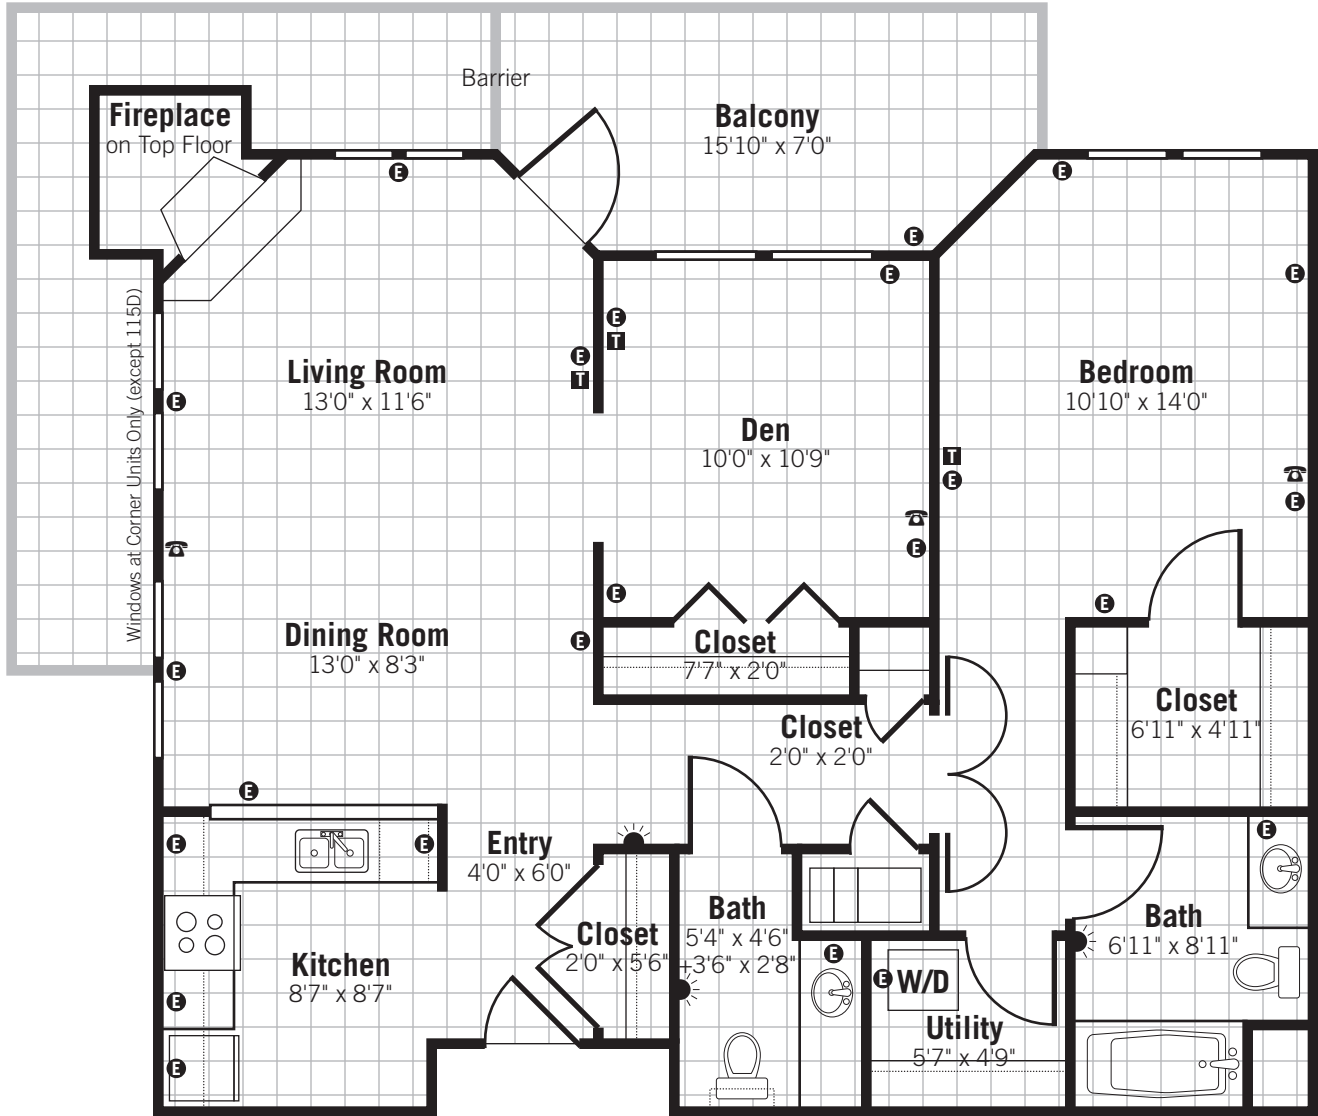 Barrier
Fireplace
on Top Floor
Balcony
15'10" x 7'0"
E
E
E
E
E
Windows at Corner Units Only (except 115D)
E
T
E
T
Living Room
13'0" x 11'6"
Bedroom
10'10" x 14'0"
E
Den
10'0" x 10'9"
T
E
E
E
E
E
Dining Room
13'0" x 8'3"
E
Closet
7'7" x 2'0"
E
Closet
6'11" x 4'11"
Closet
2'0" x 2'0"
E
Entry
4'0" x 6'0"
E
E
E
Bath
5'4" x 4'6"
+3'6" x 2'8"
Closet
2'0" x 5'6"
Bath
6'11" x 8'11"
Kitchen
8'7" x 8'7"
E
E
W/D
E
Utility
5'7" x 4'9"
E